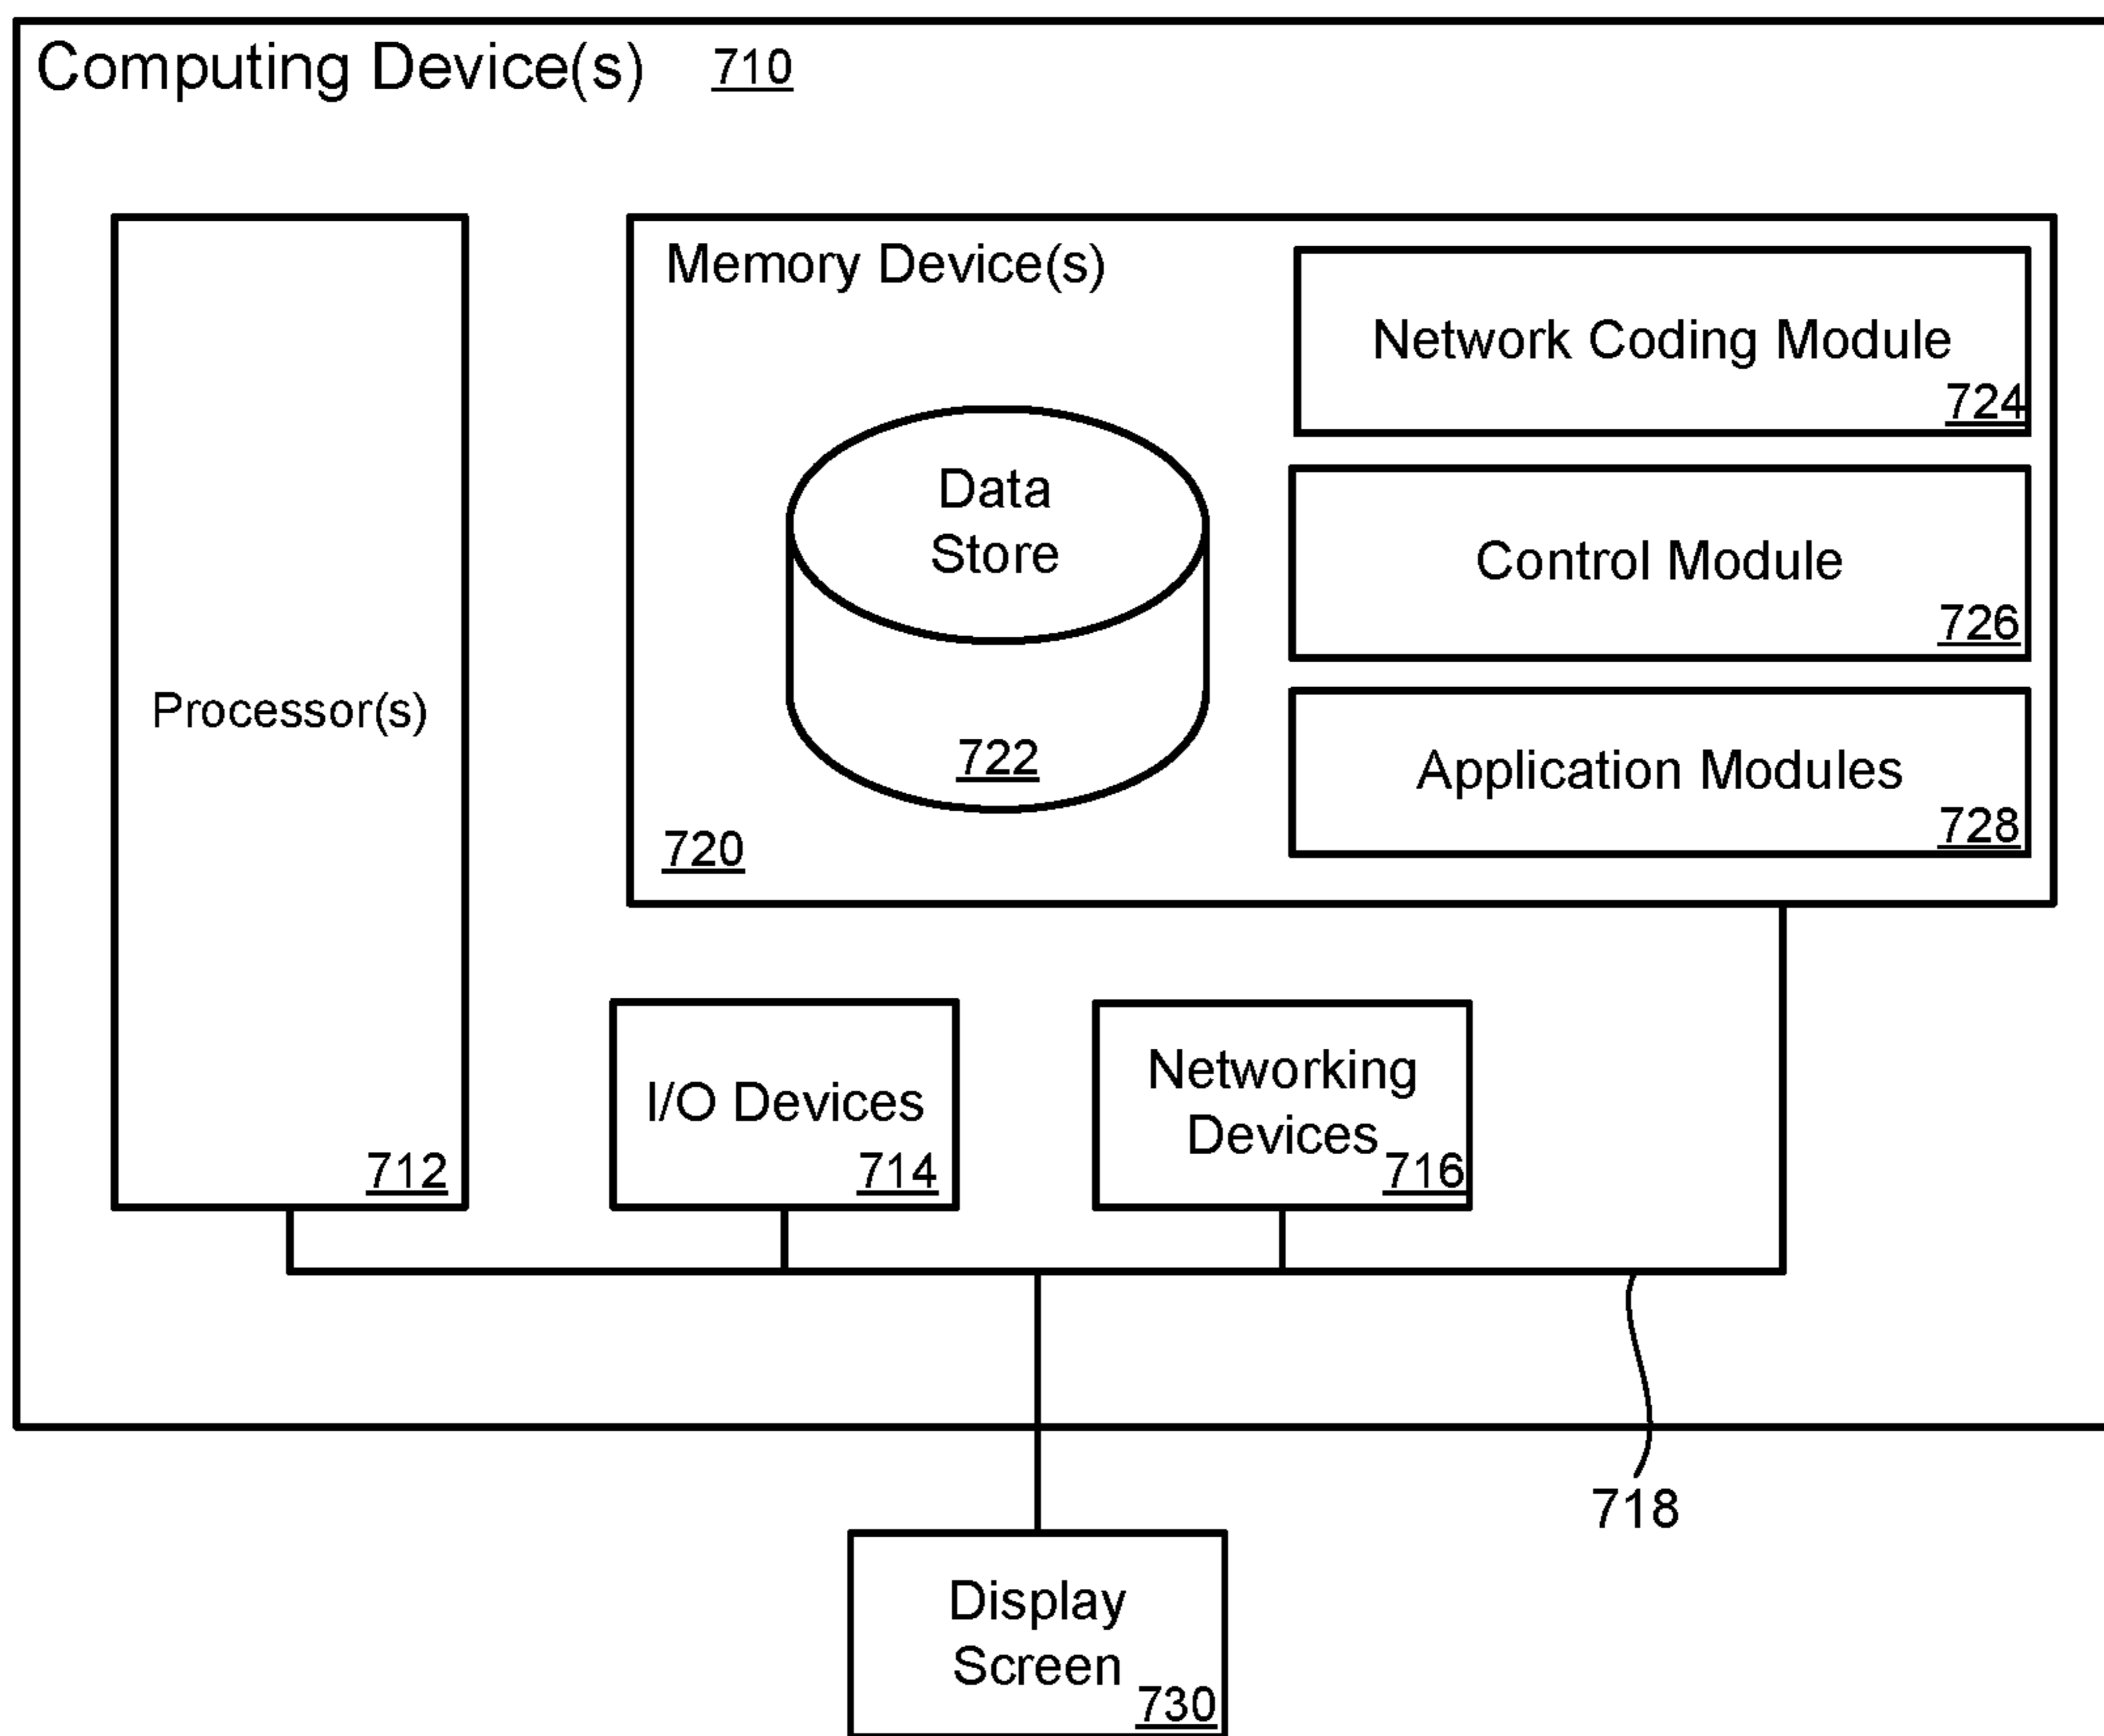 Computing Device(s) 710
Processor(s)
712
Memory Device(s)
Data
Store
722
720
Network Coding Module
724
Control Module
726
Application Modules
728
I/O Devices
714
Networking
Devices
716
718
Display
Screen
730